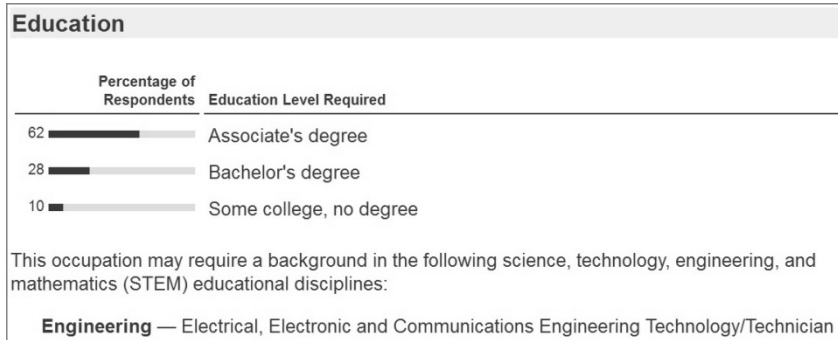 Education
Percentage of
Respondents Education Level Required
62 Associate's degree
28 Bachelor's degree
10 Some college, no degree
This occupation may require a background in the following science, technology, engineering, and
mathematics (STEM) educational disciplines:
Engineering — Electrical, Electronic and Communications Engineering Technology/Technician